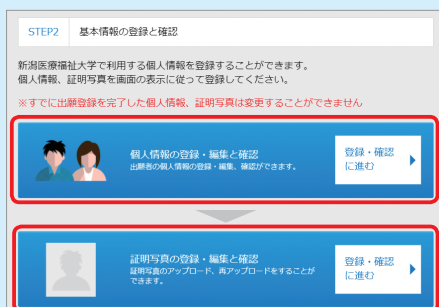 STEP2 基本情報の登録と確認
新潟医療福祉大学で利用する個人情報を登録することができます。
個人情報、証明写真を画面の表示に従って登録してください。
※すでに出願登録を完了した個人情報、証明写真は変更することができません
個人情報の登録・編集と確認
出願者の個人情報の登録・編集、確認ができます。
登録・確認
に進む
証明写真の登録・編集と確認
証明写真のアップロード、再アップロードをすることが
できます。
登録・確認
に進む